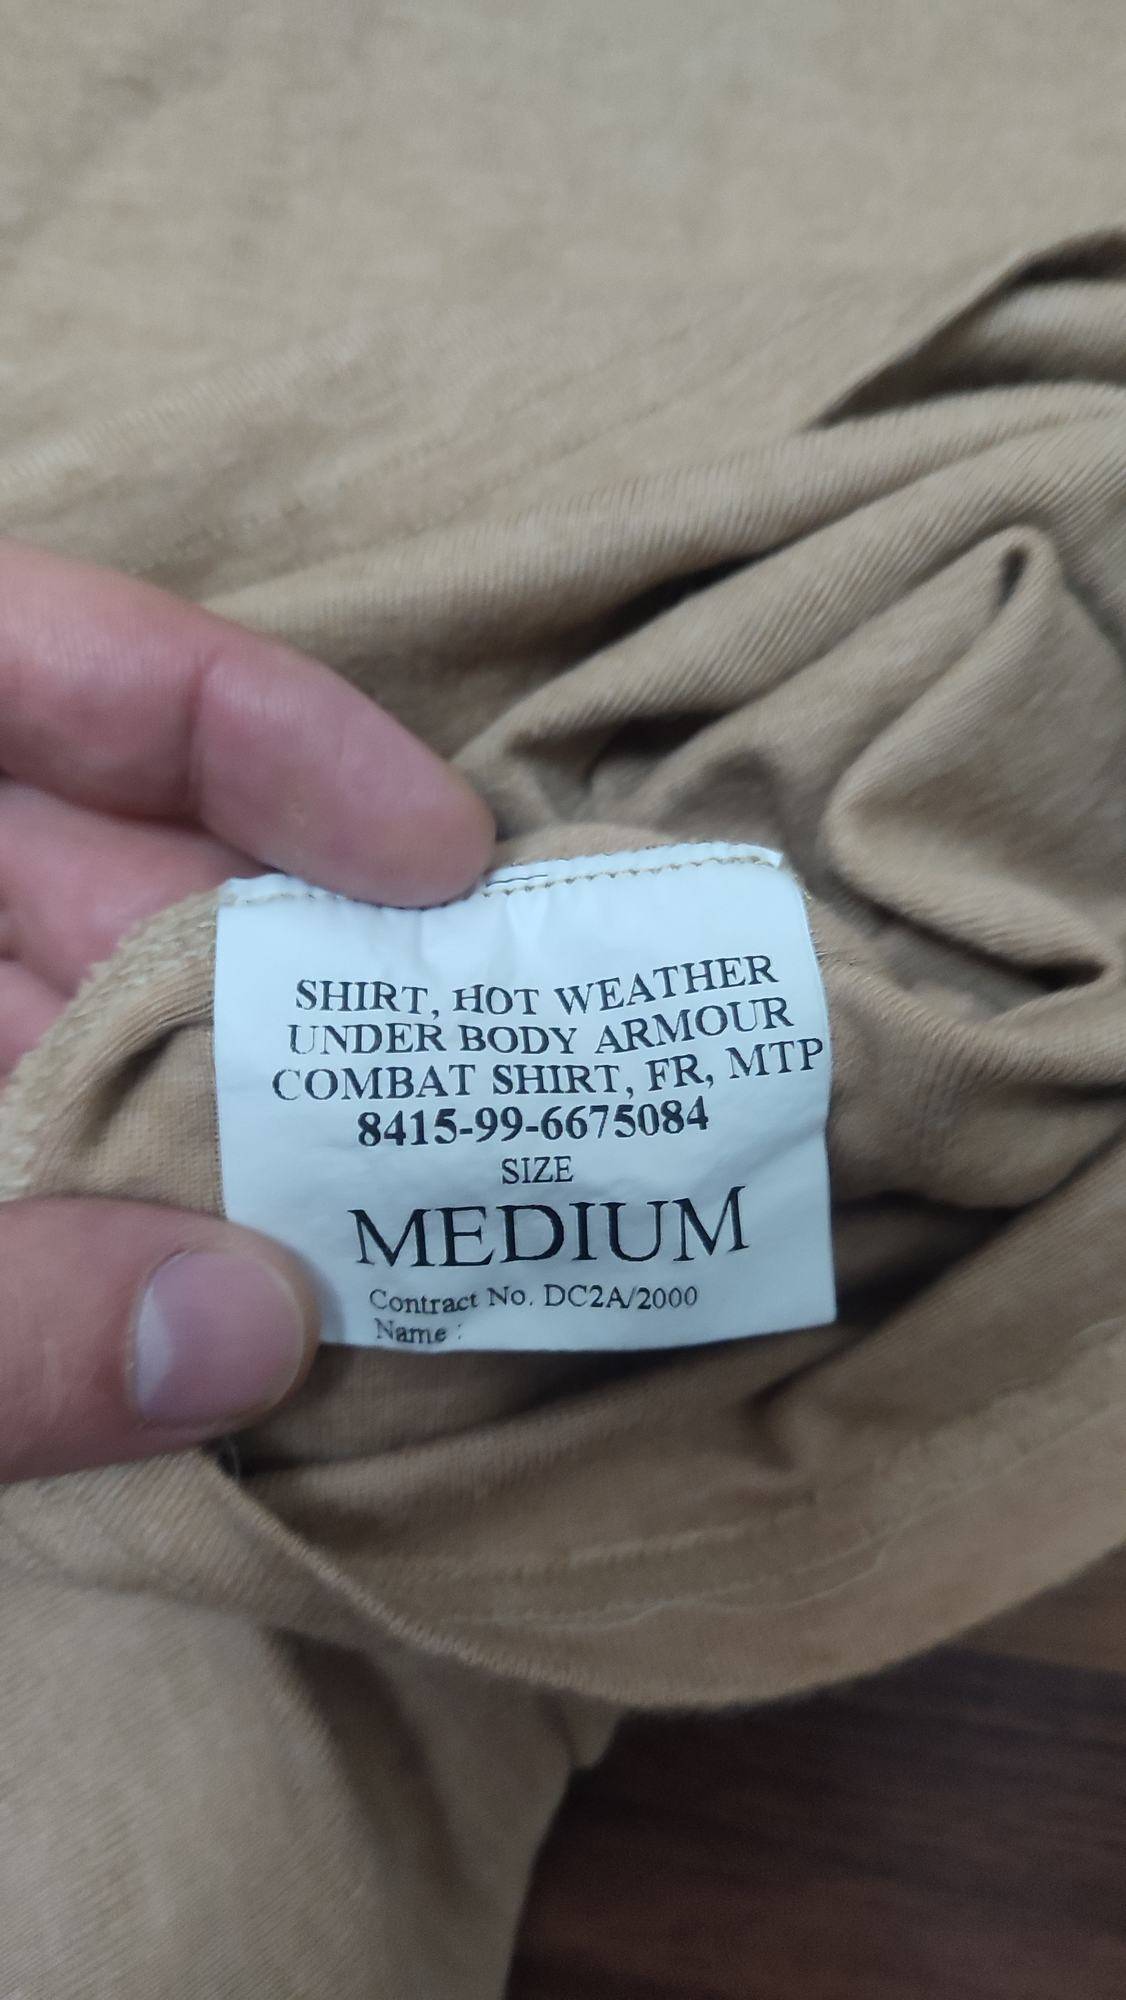 SHIRT, HOT WEATHER
UNDER BODY ARMOUR
COMBAT SHIRT, FR, MTP
8415-99-6675084
SIZE
MEDIUM
Contract No. DC2A/2000
Name :